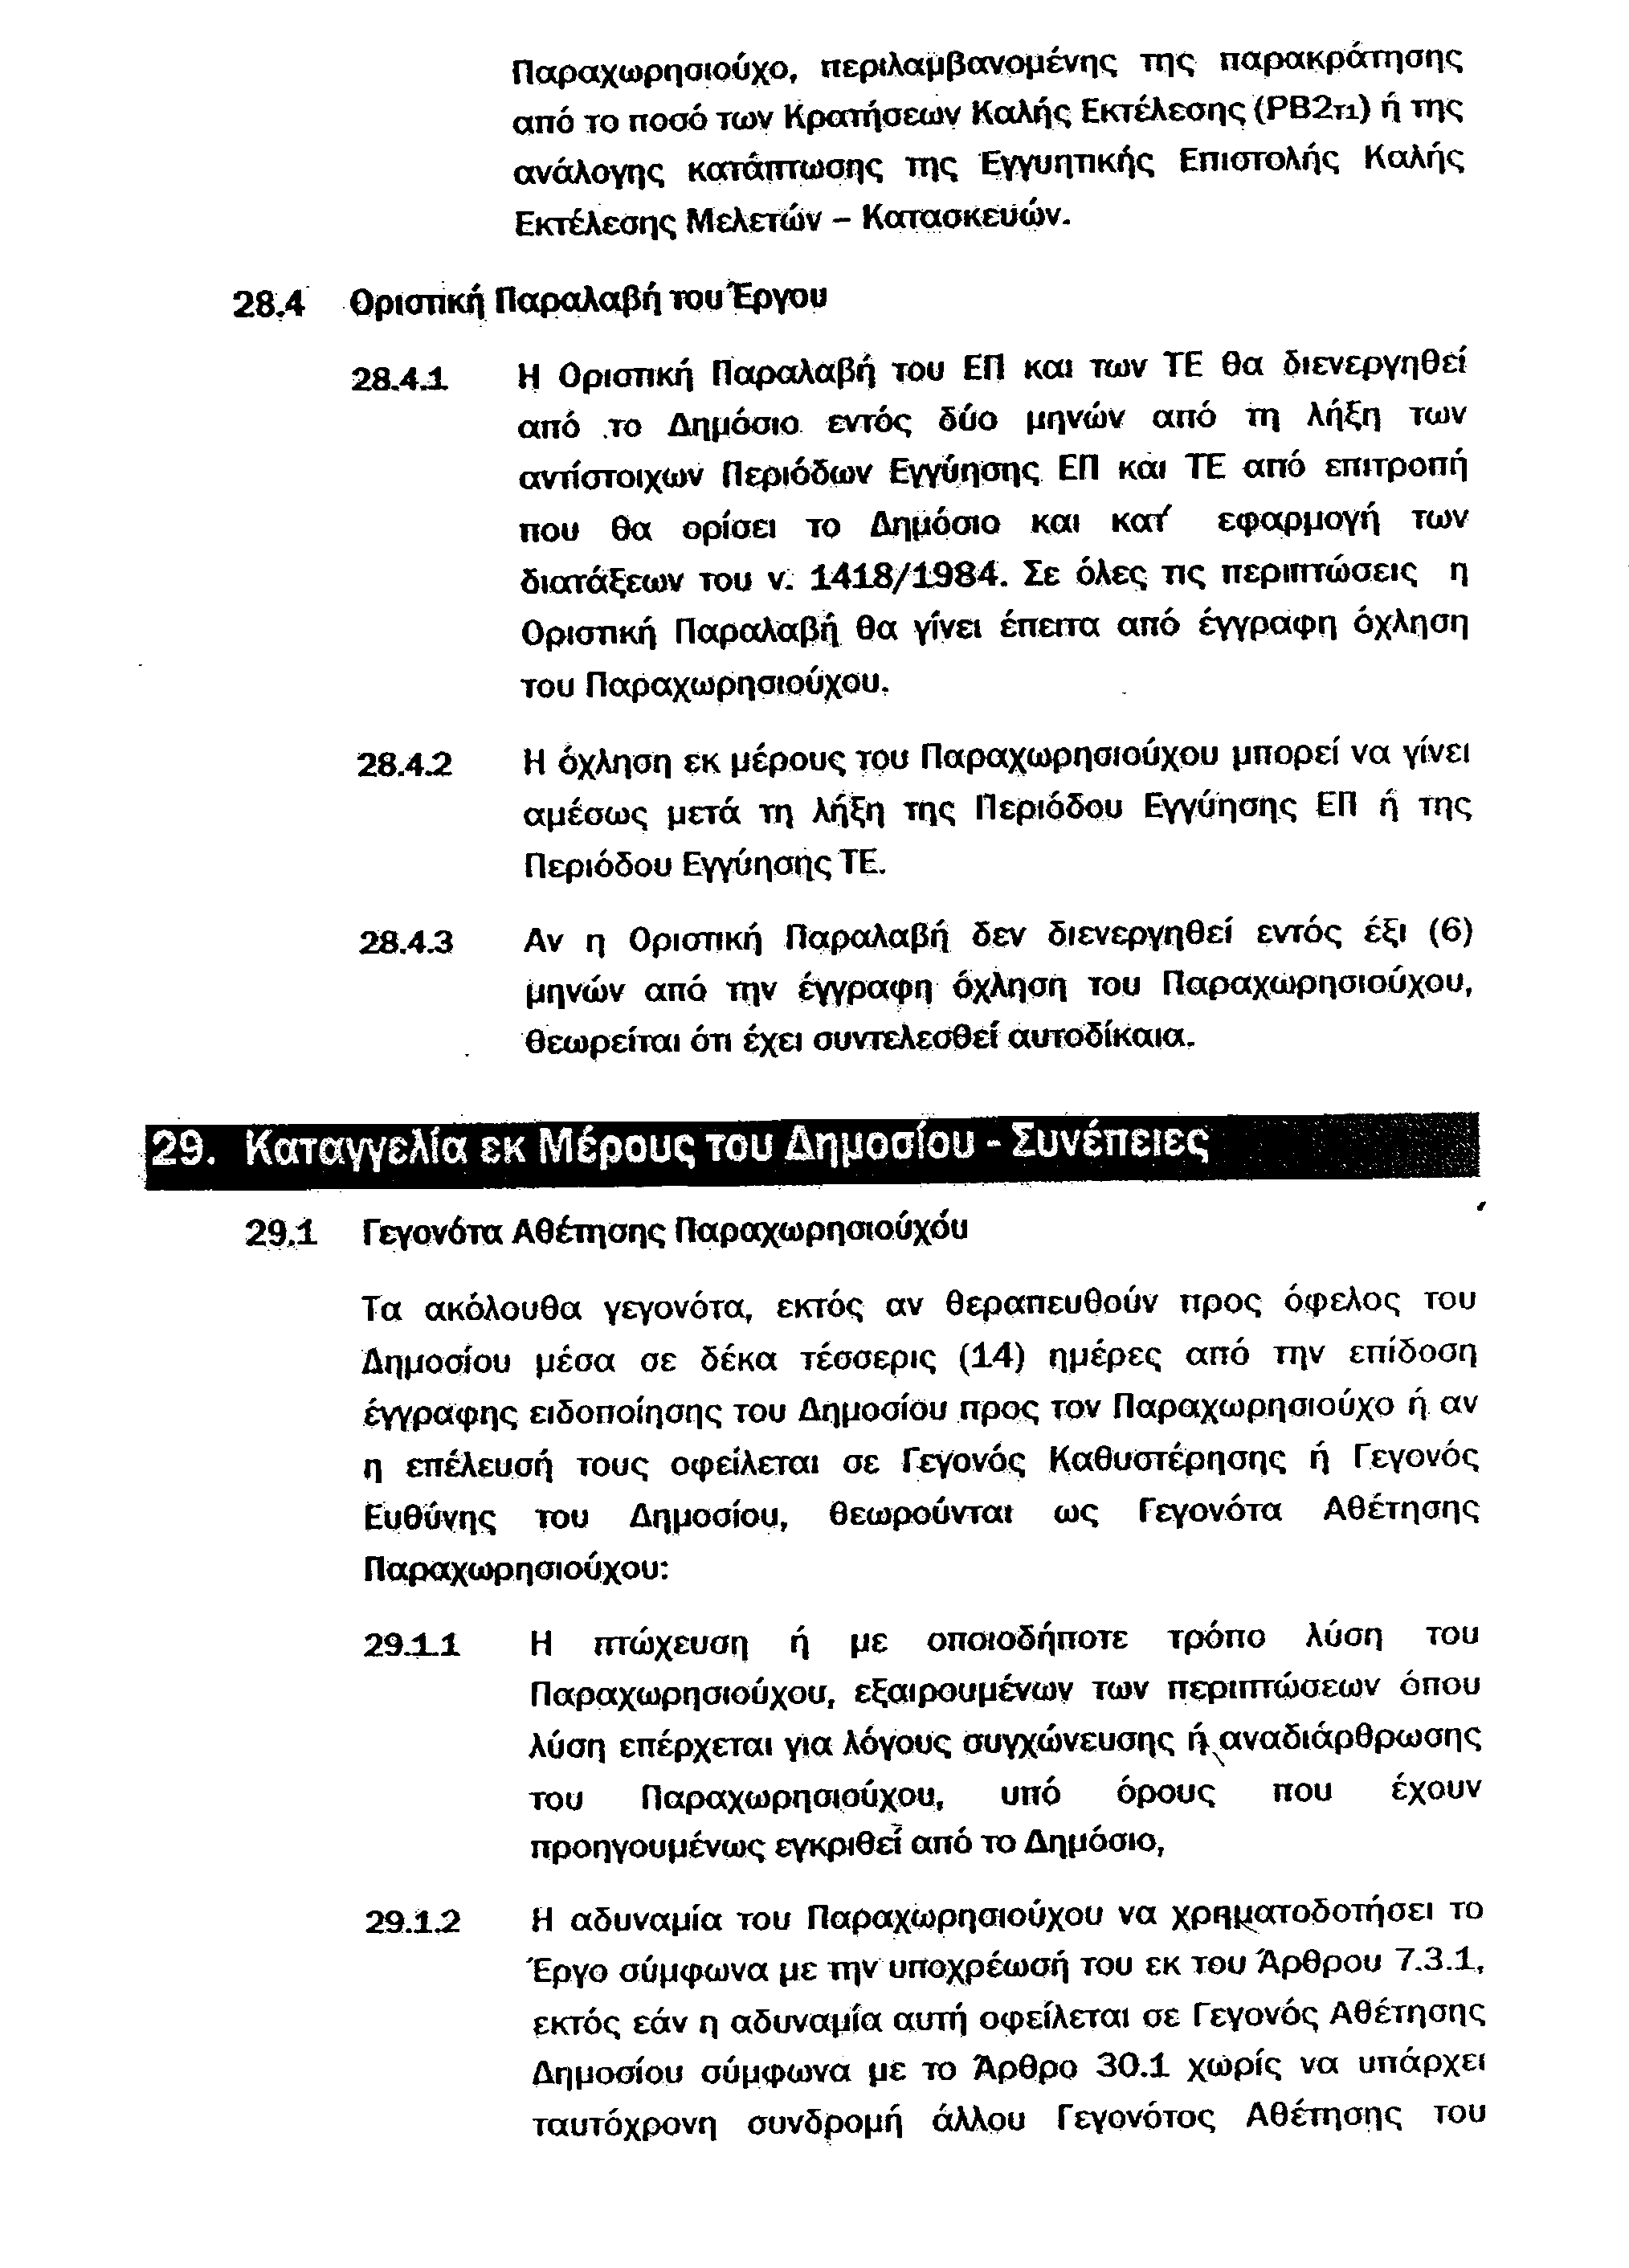 Παραχωρησιούχο, περιλαμβανομένης της παρακράτησης
από το ποσό των Κρατήσεων Καλής Εκτέλεσης (PB2τι) ή της
ανάλογης κατάπτωσης της Εγγυητικής Επιστολής Καλής
Εκτέλεσης Μελετών – Κατασκευών.
28.4 Οριστική Παραλαβή του Έργου
28.4.1 Η Οριστική Παραλαβή του ΕΠ και των ΤΕ θα διενεργηθεί
από το Δημόσιο εντός δύο μηνών από τη λήξη των
αντίστοιχων Περιόδων Εγγύησης ΕΠ και ΤΕ από επιτροπή
που θα ορίσει το Δημόσιο και κατ' εφαρμογή των
διατάξεων του ν. 1418/1984. Σε όλες τις περιπτώσεις η
Οριστική Παραλαβή θα γίνει έπειτα από έγγραφη όχληση
του Παραχωρησιούχου.
28.4.2 Η όχληση εκ μέρους του Παραχωρησιούχου μπορεί να γίνει
αμέσως μετά τη λήξη της Περιόδου Εγγύησης ΕΠ ή της
Περιόδου Εγγύησης ΤΕ.
28.4.3 Αν η Οριστική Παραλαβή δεν διενεργηθεί εντός έξι (6)
μηνών από την έγγραφη όχληση του Παραχωρησιούχου,
θεωρείται ότι έχει συντελεσθεί αυτοδίκαια.
29. Καταγγελία εκ Μέρους του Δημοσίου - Συνέπειες
29.1 Γεγονότα Αθέτησης Παραχωρησιούχου
Τα ακόλουθα γεγονότα, εκτός αν θεραπευθούν προς όφελος του
Δημοσίου μέσα σε δέκα τέσσερις (14) ημέρες από την επίδοση
έγγραφης ειδοποίησης του Δημοσίου προς τον Παραχωρησιούχο ή αν
η επέλευσή τους οφείλεται σε Γεγονός Καθυστέρησης ή Γεγονός
Ευθύνης του Δημοσίου, θεωρούνται ως Γεγονότα Αθέτησης
Παραχωρησιούχου:
29.1.1 Η πτώχευση ή με οποιοδήποτε τρόπο λύση του
Παραχωρησιούχου, εξαιρουμένων των περιπτώσεων όπου
λύση επέρχεται για λόγους συγχώνευσης ή αναδιάρθρωσης
του Παραχωρησιούχου, υπό όρους που έχουν
προηγουμένως εγκριθεί από το Δημόσιο,
29.1.2 Η αδυναμία του Παραχωρησιούχου να χρηματοδοτήσει το
Έργο σύμφωνα με την υποχρέωσή του εκ του Άρθρου 7.3.1,
εκτός εάν η αδυναμία αυτή οφείλεται σε Γεγονός Αθέτησης
Δημοσίου σύμφωνα με το Άρθρο 30.1 χωρίς να υπάρχει
ταυτόχρονη συνδρομή άλλου Γεγονότος Αθέτησης του